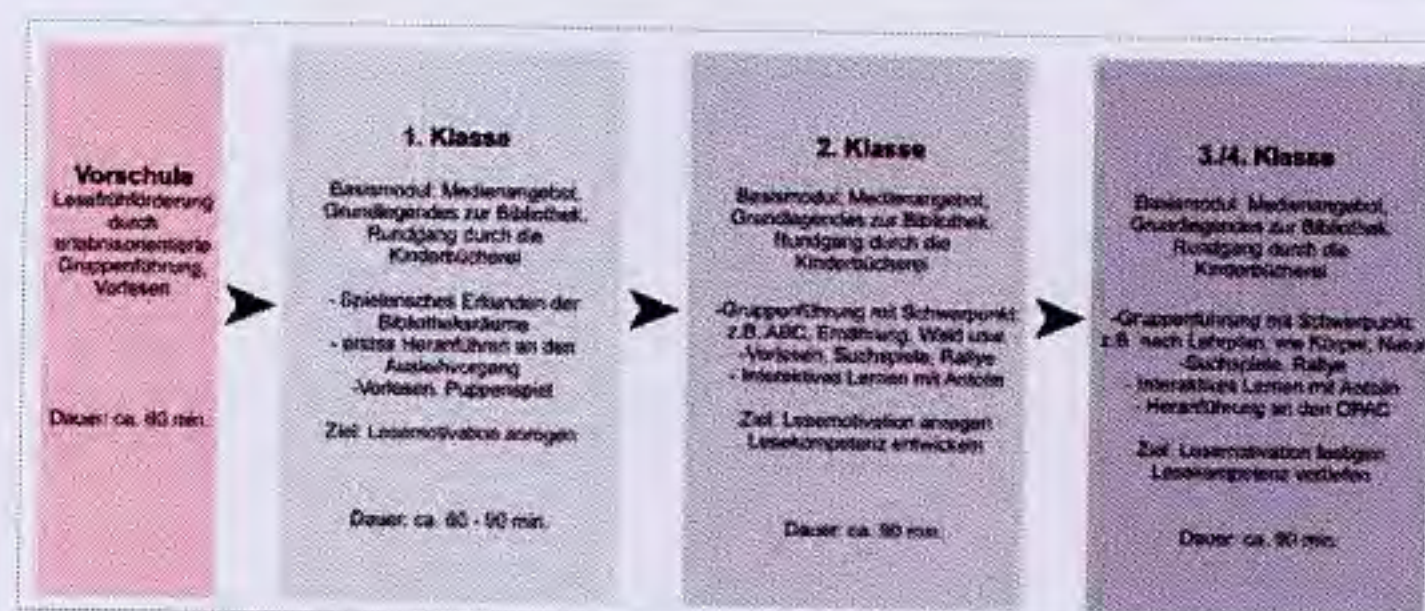 Vorschule
Lesefrühförderung
durch
erlebnisorientierte
Gruppenführung,
Vorlesen
Dauer: ca. 60 min.
1. Klasse
Basismodul: Medienangebot,
Grundlegendes zur Bibliothek,
Rundgang durch die
Kinderbücherei
- Spielerisches Erkunden der
Bibliotheksräume
- erstes Heranführen an den
Ausleihvorgang
-Vorlesen, Puppenspiel
Ziel: Lesemotivation anregen
Dauer: ca. 60 - 90 min.
2. Klasse
Basismodul: Medienangebot,
Grundlegendes zur Bibliothek,
Rundgang durch die
Kinderbücherei
-Gruppenführung mit Schwerpunkt:
z.B. ABC, Ernährung, Wald usw.
-Vorlesen, Suchspiele, Rallye
- Interaktives Lernen mit Antolin
Ziel: Lesemotivation anregen
Lesekompetenz entwickeln
Dauer: ca. 90 min.
3./4. Klasse
Basismodul: Medienangebot,
Grundlegendes zur Bibliothek,
Rundgang durch die
Kinderbücherei
-Gruppenführung mit Schwerpunkt:
z.B. nach Lehrplan, wie Körper, Natur
-Suchspiele, Rallye
- Interaktives Lernen mit Antolin
- Heranführung an den OPAC
Ziel: Lesemotivation festigen
Lesekompetenz vertiefen
Dauer: ca. 90 min.